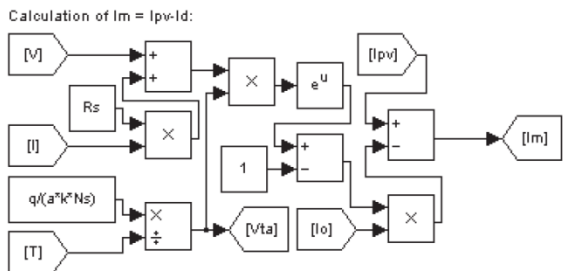 Calculation of Im = Ipv-Id:
[V]
+
+
[Ipv]
×
e^u
Rs
×
[I]
+
−
[Im]
+
−
1
q/(a*k*Ns)
×
÷
[Vta]
[Io]
×
[T]